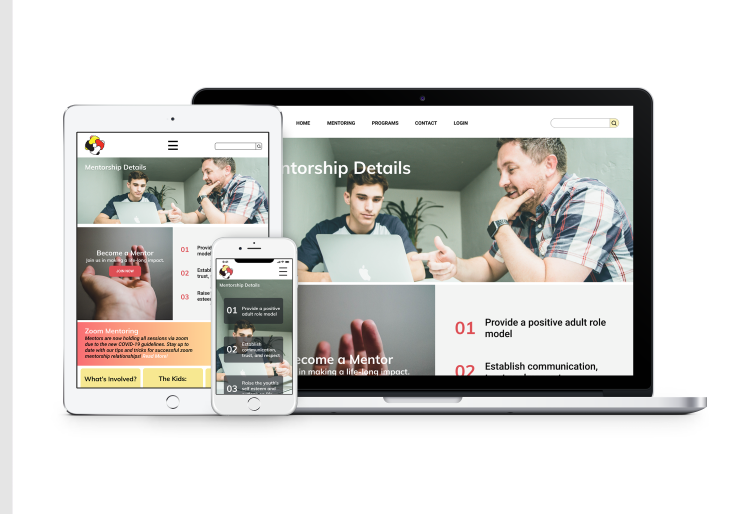 HOME MENTORING PROGRAMS CONTACT LOGIN
ntorship Details
ecome a Mentor
in making a life-long impact.
01 Provide a positive adult role
model
02 Establish communication,
Mentorship Details
Become a Mentor
Join us in making a life-long impact.
JOIN NOW
01 Provi
model
02 Establ
trust,
03 Raise
estee
Zoom Mentoring
Mentors are now holding all sessions via zoom
due to the new COVID-19 guidelines. Stay up to
date with our tips and tricks for successful zoom
mentorship relationships! Read More!
What's Involved? The Kids:
Mentorship Details
01 Provide a positive
adult role model
02 Establish
communication,
trust, and respect
03 Raise the youth's
self esteem and